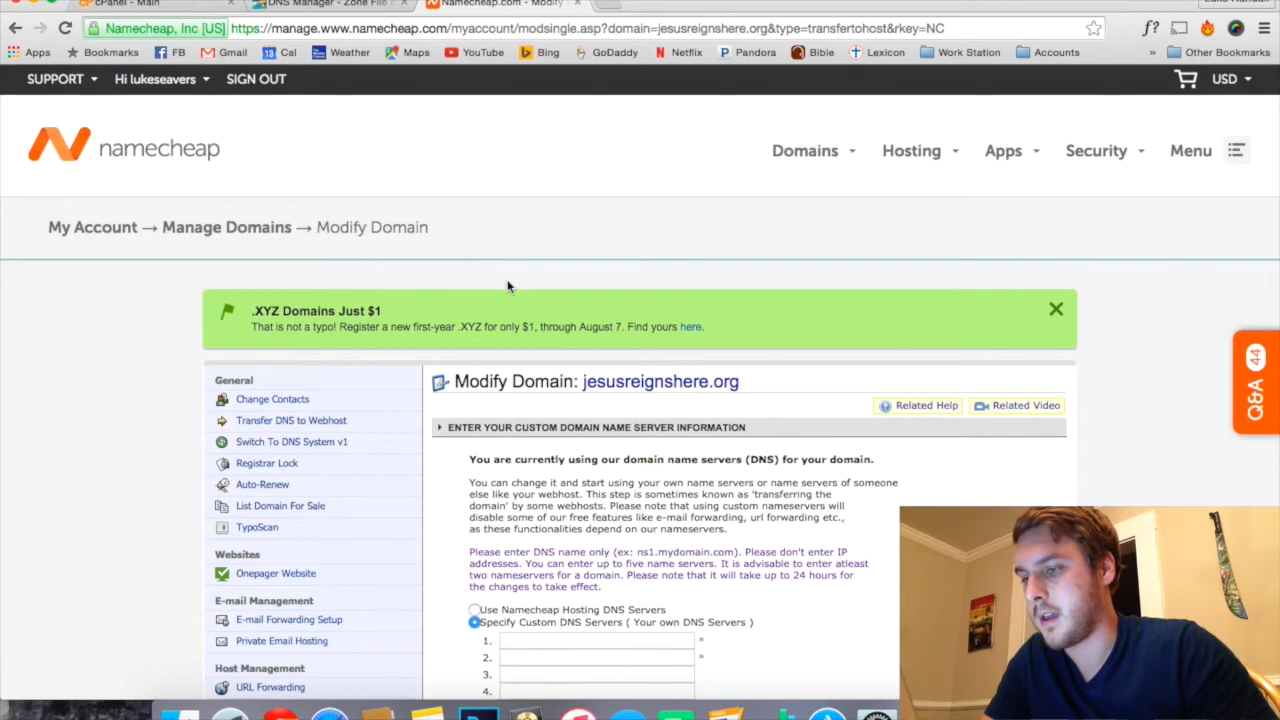 cPanel - Main
DNS Manager - Zone File
Namecheap.com - Modify
Namecheap, Inc [US] https://manage.www.namecheap.com/myaccount/modsingle.asp?domain=jesusreignshere.org&type=transfertohost&rkey=NC
f?
Apps Bookmarks FB Gmail 13 Cal Weather Maps YouTube Bing GoDaddy Netflix Pandora Bible Lexicon Work Station Accounts » Other Bookmarks
SUPPORT Hi lukeseavers SIGN OUT USD
namecheap
Domains Hosting Apps Security Menu
My Account → Manage Domains → Modify Domain
.XYZ Domains Just $1
That is not a typo! Register a new first-year .XYZ for only $1, through August 7. Find yours here.
Q&A 44
General
Change Contacts
Transfer DNS to Webhost
Switch To DNS System v1
Registrar Lock
Auto-Renew
List Domain For Sale
TypoScan
Websites
Onepager Website
E-mail Management
E-mail Forwarding Setup
Private Email Hosting
Host Management
URL Forwarding
Modify Domain: jesusreignshere.org
Related Help Related Video
ENTER YOUR CUSTOM DOMAIN NAME SERVER INFORMATION
You are currently using our domain name servers (DNS) for your domain.
You can change it and start using your own name servers or name servers of someone
else like your webhost. This step is sometimes known as 'transferring the
domain' by some webhosts. Please note that using custom nameservers will
disable some of our free features like e-mail forwarding, url forwarding etc.,
as these functionalities depend on our nameservers.
Please enter DNS name only (ex: ns1.mydomain.com). Please don't enter IP
addresses. You can enter up to five name servers. It is advisable to enter atleast
two nameservers for a domain. Please note that it will take up to 24 hours for
the changes to take effect.
Use Namecheap Hosting DNS Servers
Specify Custom DNS Servers ( Your own DNS Servers )
1.
2.
3.
4.